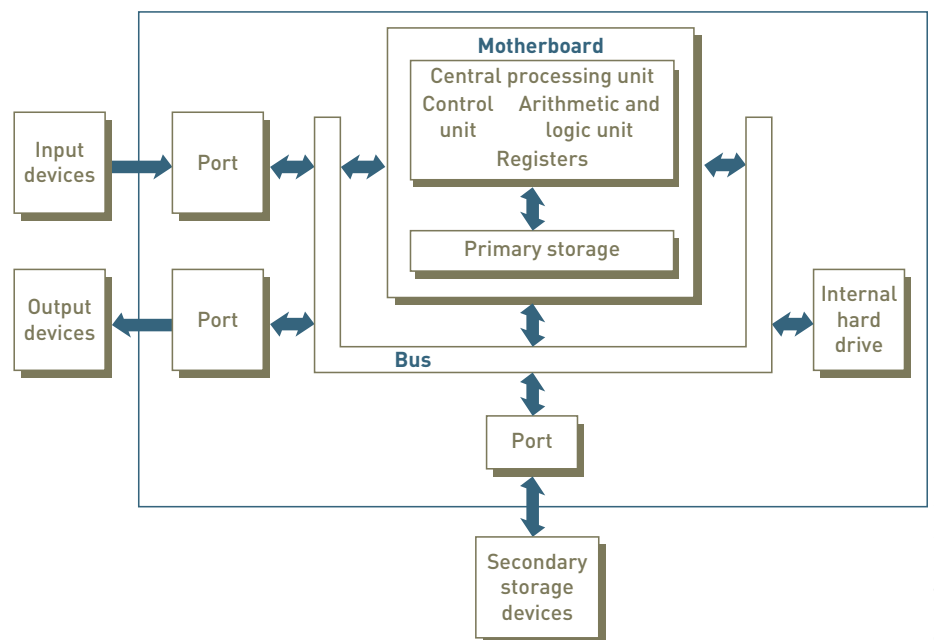 Motherboard
Central processing unit
Control
unit
Arithmetic and
logic unit
Registers
Primary storage
Input
devices
Port
Output
devices
Port
Internal
hard
drive
Bus
Port
Secondary
storage
devices